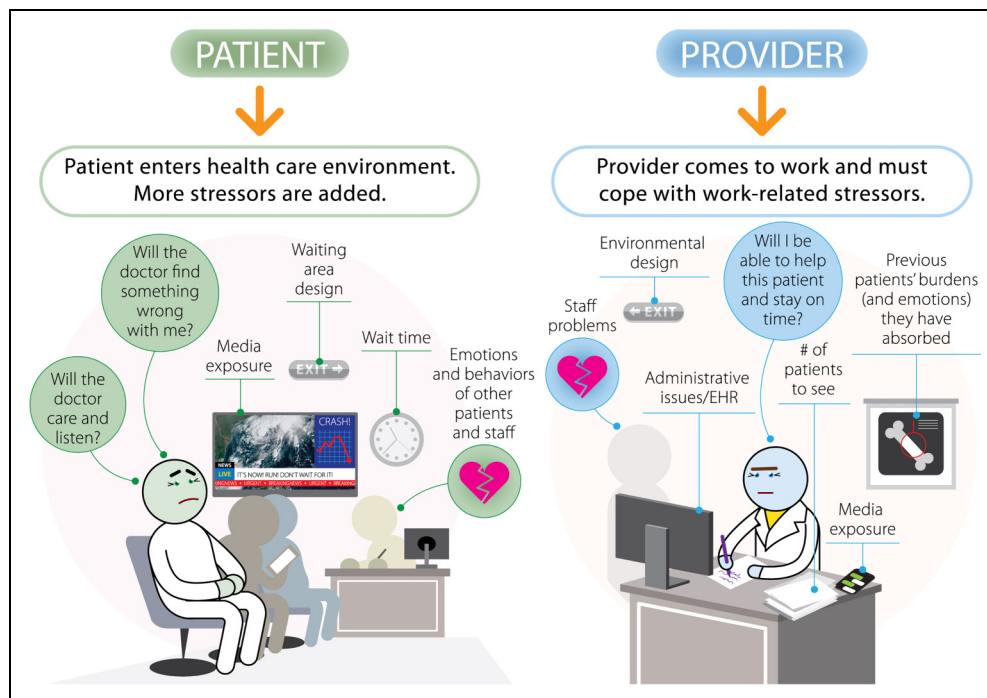 PATIENT
Patient enters health care environment.
More stressors are added.
Will the
doctor find
something
wrong
with me?
Will the
doctor
care and
listen?
Media
exposure
Waiting
area
design
EXIT →
Wait time
Emotions
and behaviors
of other
patients
and staff
CRASH!
NEWS
LIVE
IT'S NOW! RUN! DON'T WAIT FOR IT!
KINGNEWS • URGENT • BREAKINGNEWS • URGENT • BREAKING
PROVIDER
Provider comes to work and must
cope with work-related stressors.
Staff
problems
Environmental
design
← EXIT
Administrative
issues/EHR
Will I be
able to help
this patient
and stay on
time?
# of
patients
to see
Previous
patients' burdens
(and emotions)
they have
absorbed
Media
exposure